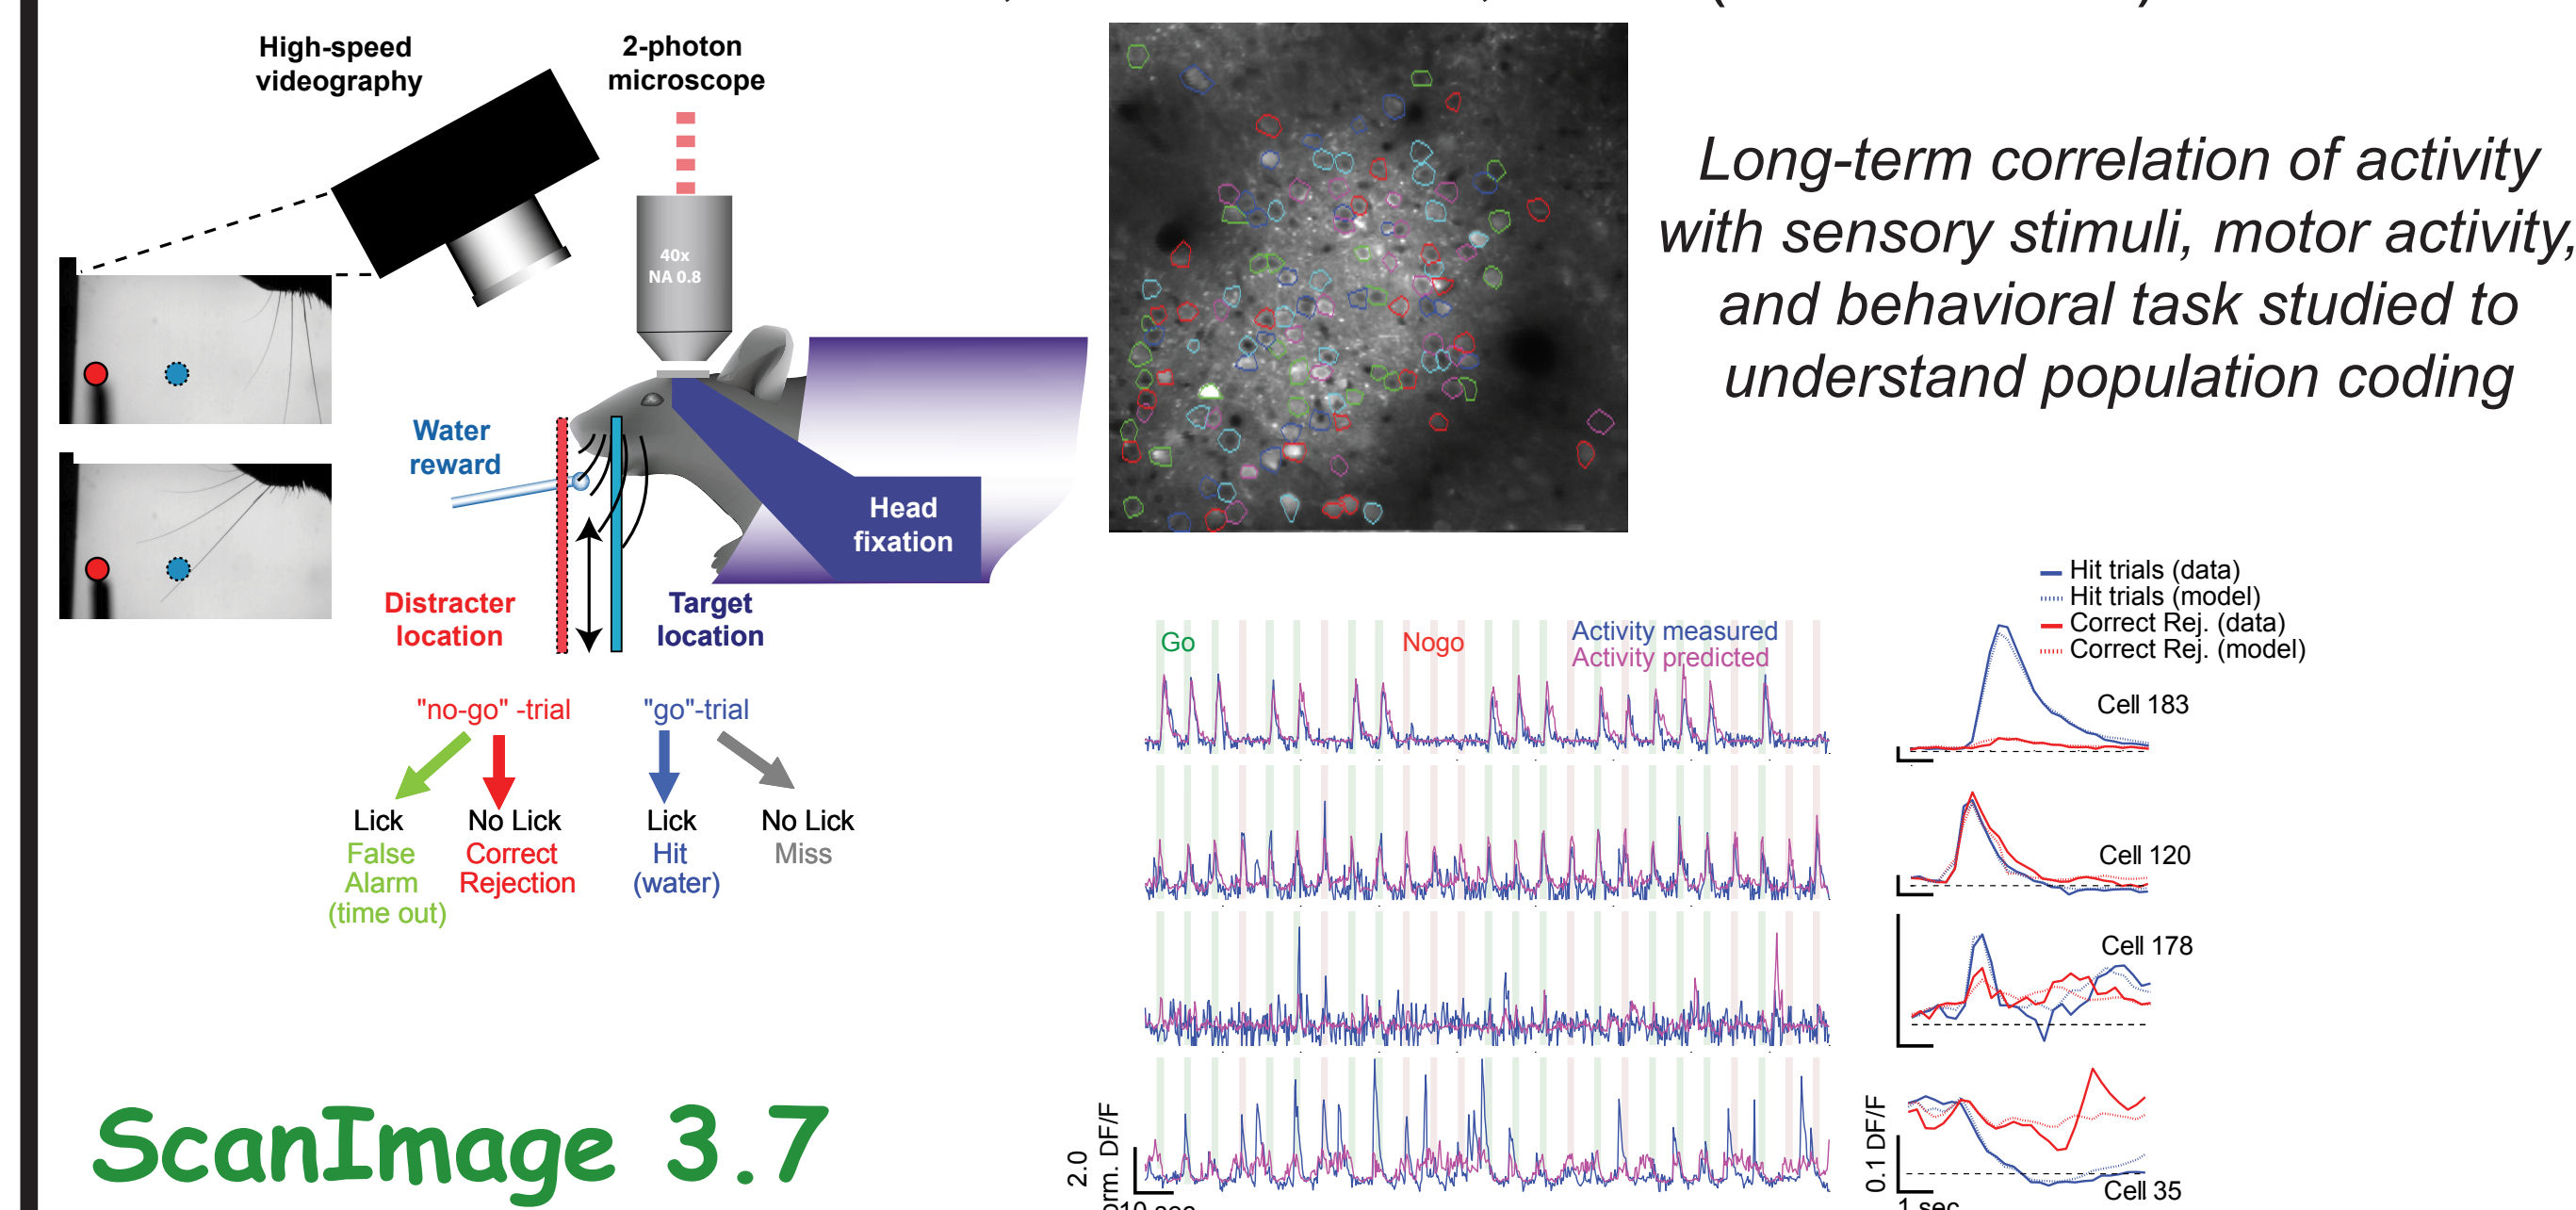 High-speed
videography
2-photon
microscope
40x
NA 0.8
Water
reward
Head
fixation
Distracter
location
Target
location
"no-go" -trial
"go"-trial
Lick
False
Alarm
(time out)
No Lick
Correct
Rejection
Lick
Hit
(water)
No Lick
Miss
ScanImage 3.7
Long-term correlation of activity
with sensory stimuli, motor activity,
and behavioral task studied to
understand population coding
Go
Nogo
Activity measured
Activity predicted
2.0
DF/F
Hit trials (data)
Hit trials (model)
Correct Rej. (data)
Correct Rej. (model)
Cell 183
Cell 120
Cell 178
Cell 35
0.1 DF/F
1 sec